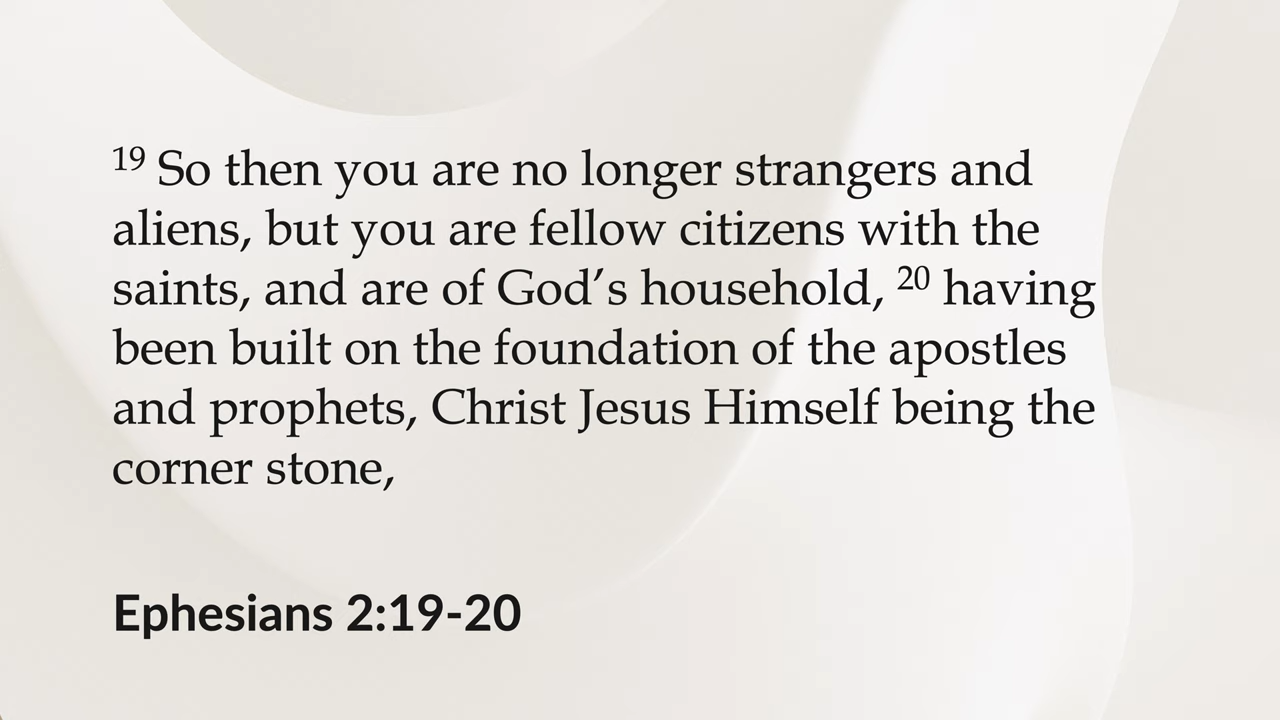 19 So then you are no longer strangers and
aliens, but you are fellow citizens with the
saints, and are of God’s household, 20 having
been built on the foundation of the apostles
and prophets, Christ Jesus Himself being the
corner stone,
Ephesians 2:19-20